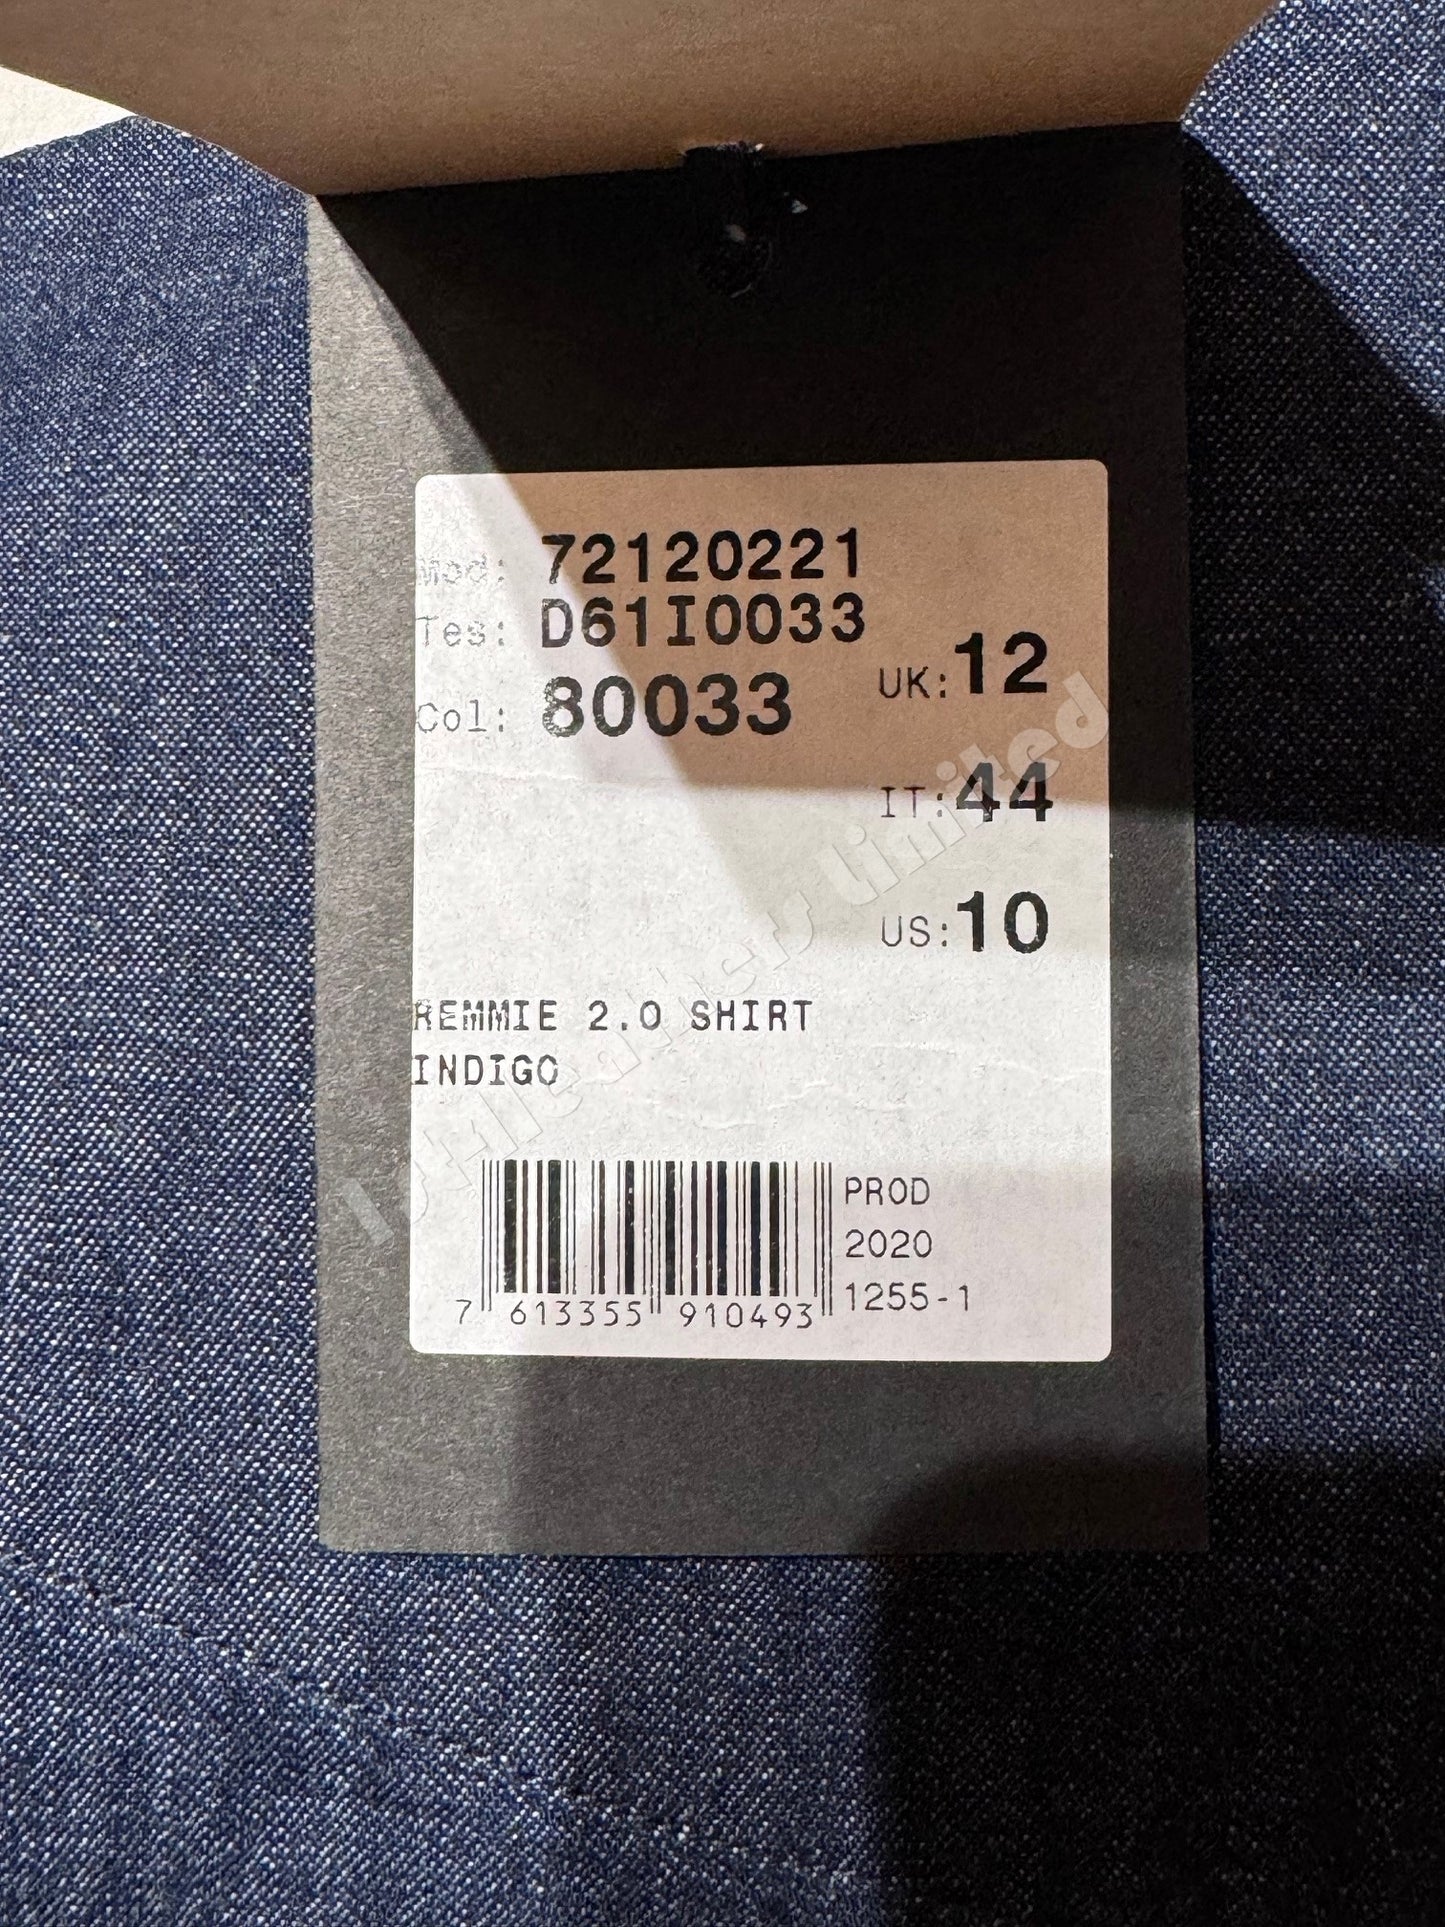 Mod: 72120221
Tes: D61I0033
Col: 80033
UK: 12
IT: 44
US: 10
REMMIE 2.0 SHIRT
INDIGO
PROD
2020
1255-1
7 613355 910493
limited